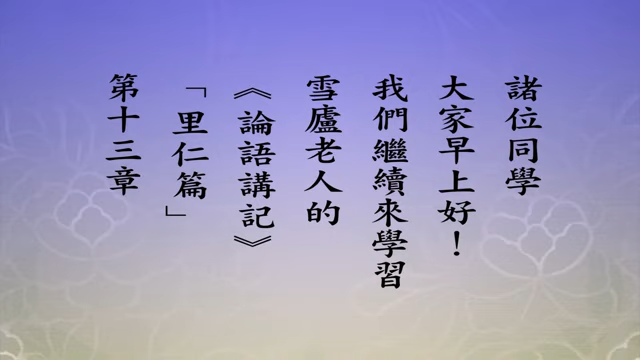 諸位同學
大家早上好！
我們繼續來學習
雪廬老人的
《論語講記》
「里仁篇」
第十三章